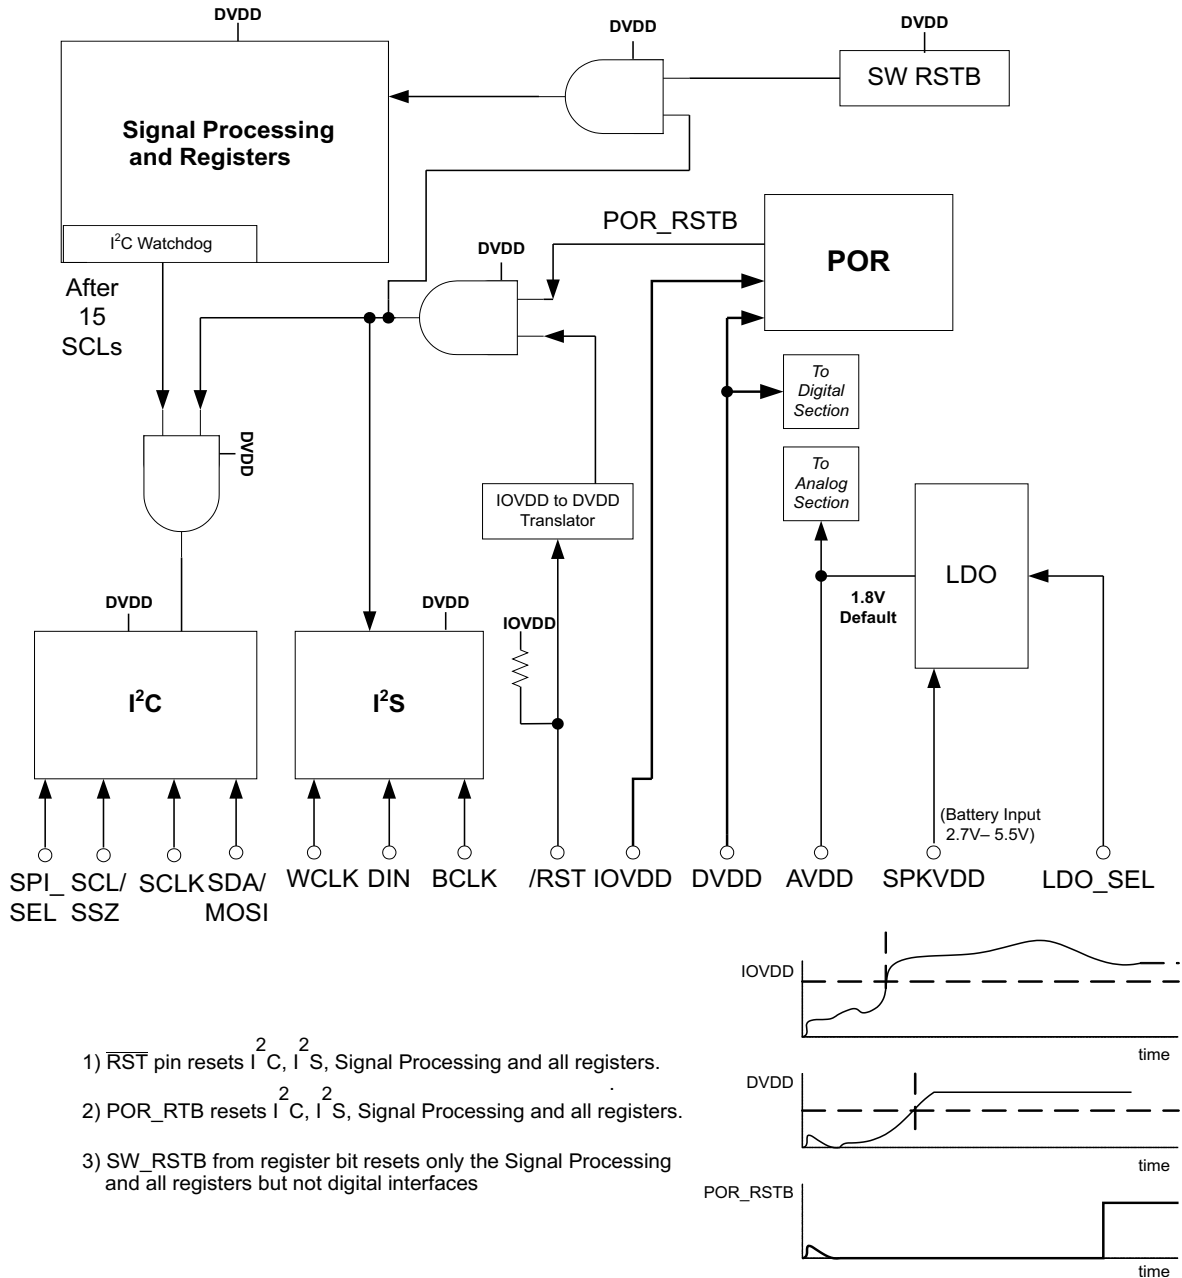 DVDD
DVDD
DVDD
SW RSTB
Signal Processing
and Registers
I²C Watchdog
After
15
SCLs
POR_RSTB
DVDD
POR
To
Digital
Section
To
Analog
Section
DVDD
IOVDD to DVDD
Translator
LDO
1.8V
Default
DVDD
DVDD
IOVDD
I²C
I²S
(Battery Input
2.7V– 5.5V)
SPI_
SEL
SCL/
SSZ
SCLK
SDA/
MOSI
WCLK
DIN
BCLK
/RST
IOVDD
DVDD
AVDD
SPKVDD
LDO_SEL
IOVDD
time
1) R̅S̅T̅ pin resets I²C, I²S, Signal Processing and all registers.
DVDD
2) POR_RTB resets I²C, I²S, Signal Processing and all registers.
time
3) SW_RSTB from register bit resets only the Signal Processing
and all registers but not digital interfaces
POR_RSTB
time